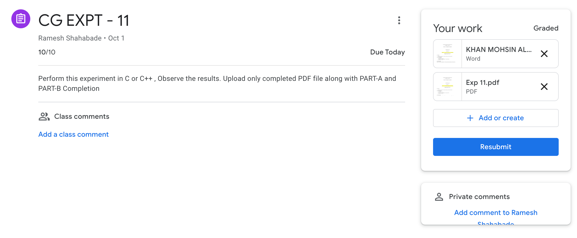 CG EXPT - 11
Ramesh Shahabade • Oct 1
10/10
Due Today
Perform this experiment in C or C++ , Observe the results. Upload only completed PDF file along with PART-A and
PART-B Completion
Class comments
Add a class comment
Your work
Graded
KHAN MOHSIN AL...
Word
Exp 11.pdf
PDF
+ Add or create
Resubmit
Private comments
Add comment to Ramesh
Shahabade